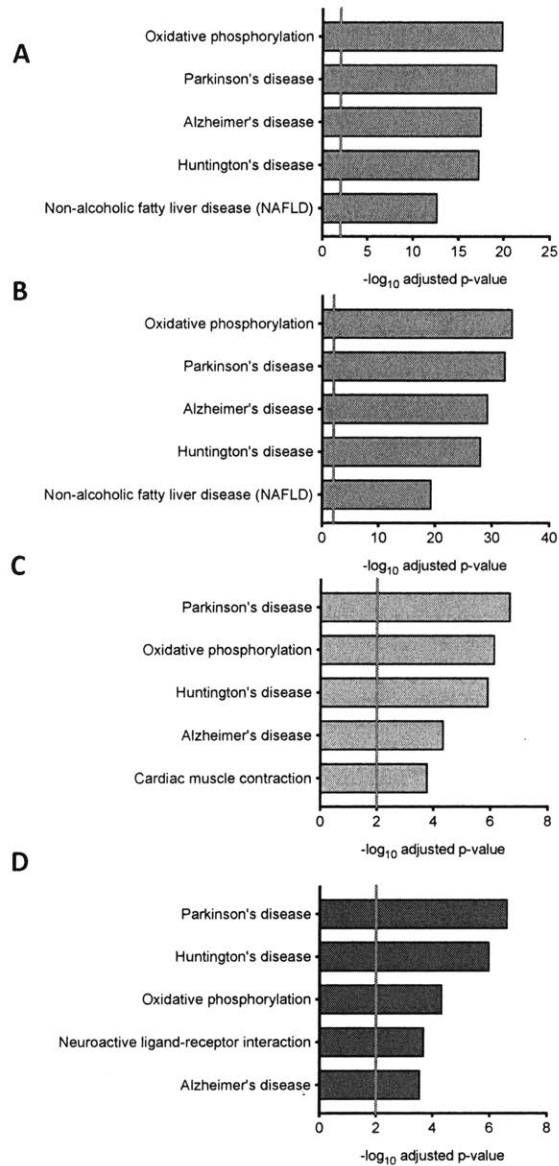 A
Oxidative phosphorylation
Parkinson's disease
Alzheimer's disease
Huntington's disease
Non-alcoholic fatty liver disease (NAFLD)
0 5 10 15 20 25
-log10 adjusted p-value
B
Oxidative phosphorylation
Parkinson's disease
Alzheimer's disease
Huntington's disease
Non-alcoholic fatty liver disease (NAFLD)
0 10 20 30 40
-log10 adjusted p-value
C
Parkinson's disease
Oxidative phosphorylation
Huntington's disease
Alzheimer's disease
Cardiac muscle contraction
0 2 4 6 8
-log10 adjusted p-value
D
Parkinson's disease
Huntington's disease
Oxidative phosphorylation
Neuroactive ligand-receptor interaction
Alzheimer's disease
0 2 4 6 8
-log10 adjusted p-value